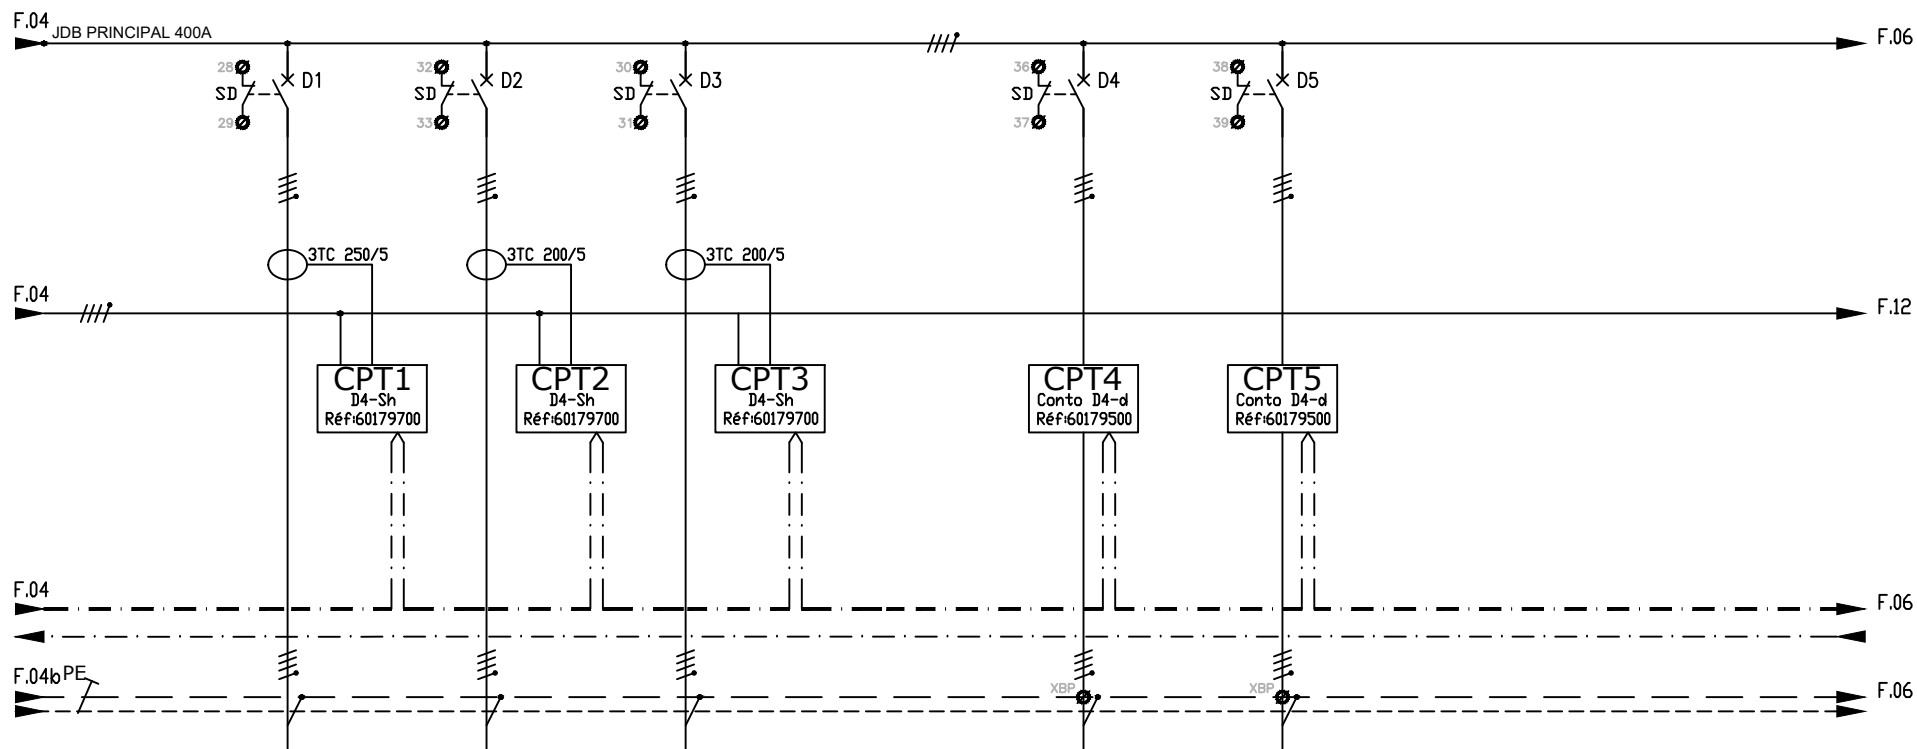 F.04
JDB PRINCIPAL 400A
F.06
28
SD
29
D1
32
SD
33
D2
30
SD
31
D3
36
SD
37
D4
38
SD
39
D5
3TC 250/5
3TC 200/5
3TC 200/5
F.04
F.12
CPT1
D4-Sh
Réf:60179700
CPT2
D4-Sh
Réf:60179700
CPT3
D4-Sh
Réf:60179700
CPT4
Conto D4-d
Réf:60179500
CPT5
Conto D4-d
Réf:60179500
F.04
F.06
F.04b
PE
XBP
XBP
F.06